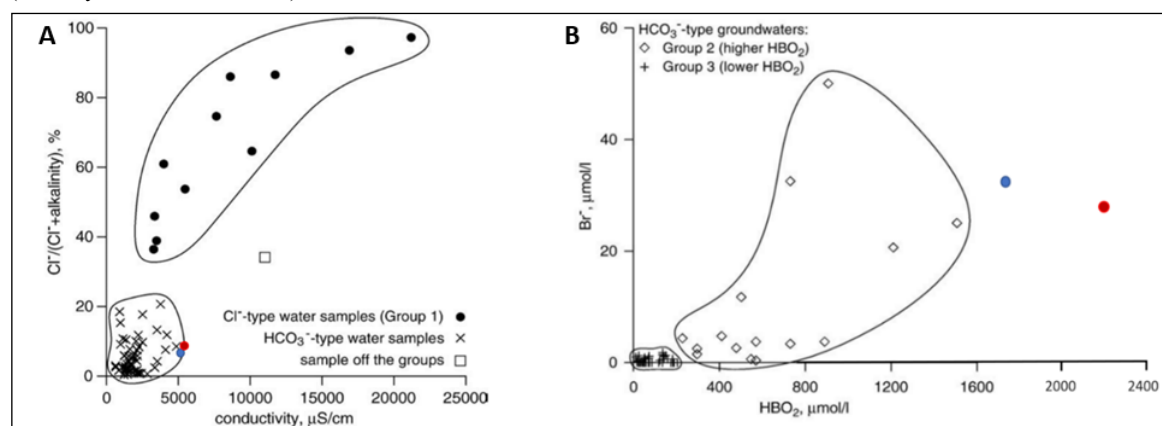 A
100
80
60
40
20
0
Cl⁻/(Cl⁻+alkalinity), %
Cl⁻-type water samples (Group 1)
HCO₃⁻-type water samples
sample off the groups
0 5000 10000 15000 20000 25000
conductivity, µS/cm
B
60
40
20
0
Br⁻, µmol/l
HCO₃⁻-type groundwaters:
Group 2 (higher HBO₂)
Group 3 (lower HBO₂)
0 400 800 1200 1600 2000 2400
HBO₂, µmol/l